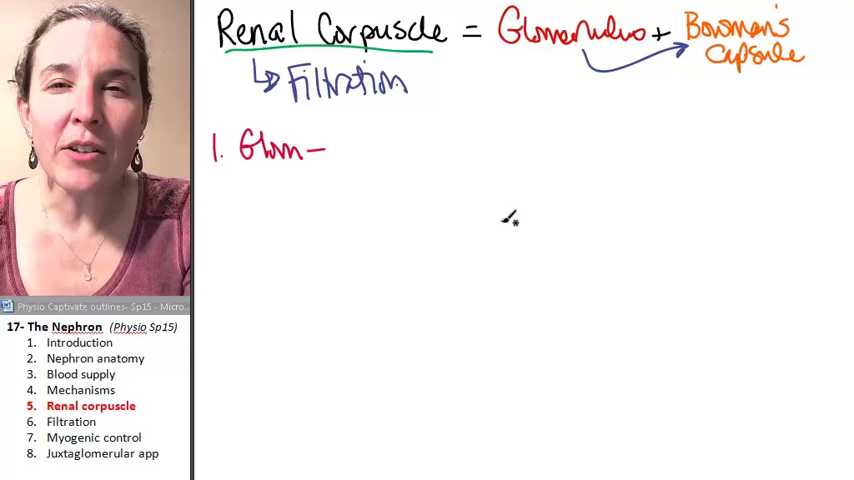 Renal Corpuscle = Glomerulus + Bowman's
Capsule
Filtration
1. Glom -
Physio Captivate outlines- Sp15 - Micro...
17- The Nephron (Physio Sp15)
1. Introduction
2. Nephron anatomy
3. Blood supply
4. Mechanisms
5. Renal corpuscle
6. Filtration
7. Myogenic control
8. Juxtaglomerular app